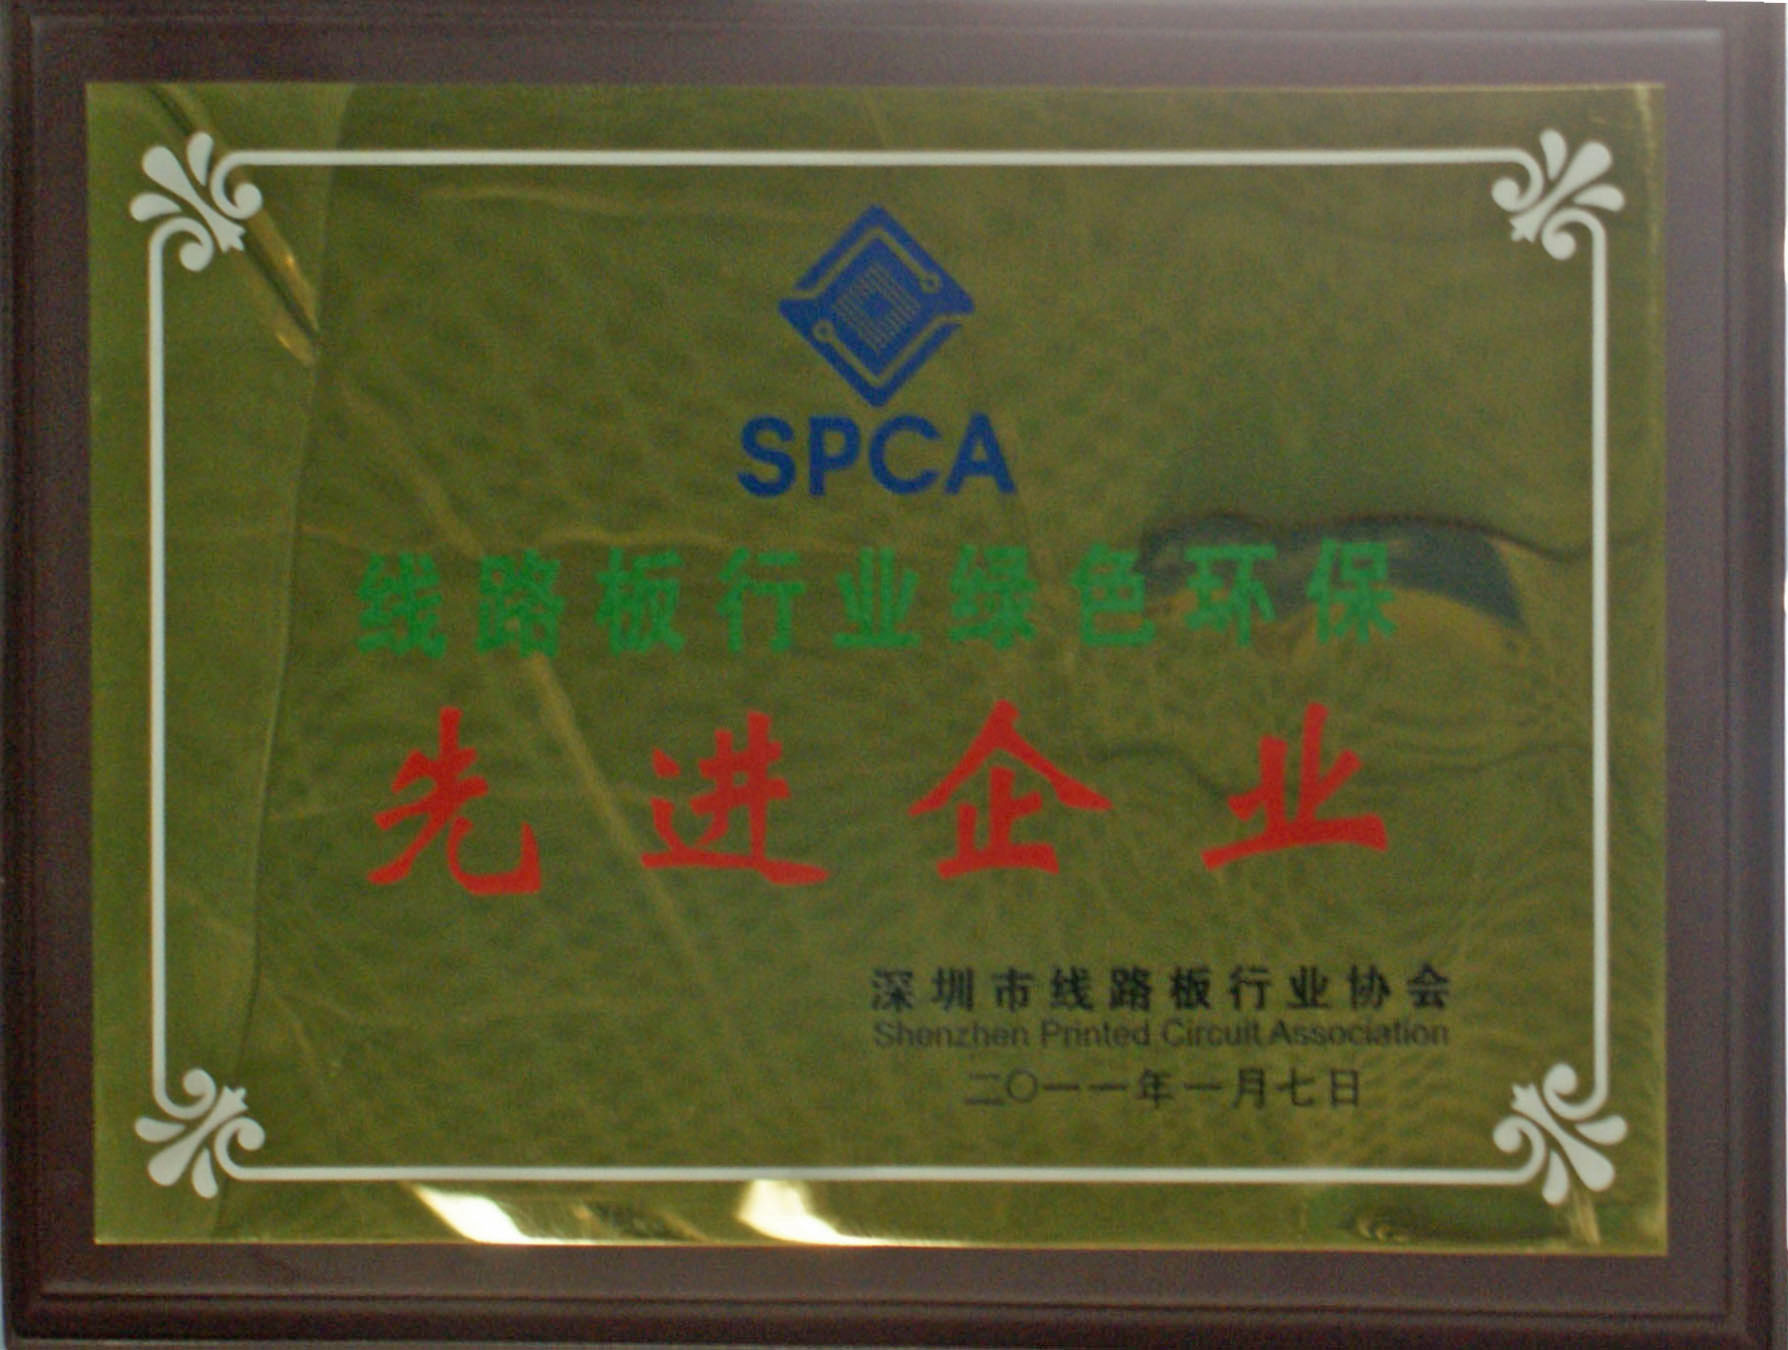 SPCA
线路板行业绿色环保
先进企业
深圳市线路板行业协会
Shenzhen Printed Circuit Association
二〇一一年一月七日